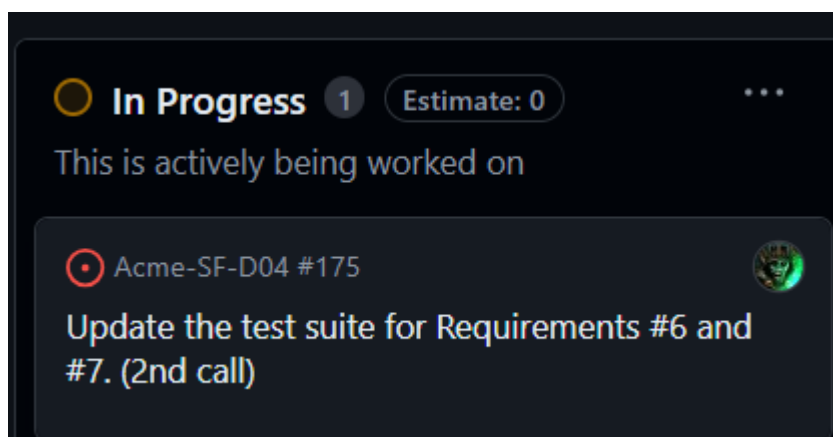 In Progress 1 Estimate: 0
This is actively being worked on
Acme-SF-D04 #175
Update the test suite for Requirements #6 and
#7. (2nd call)